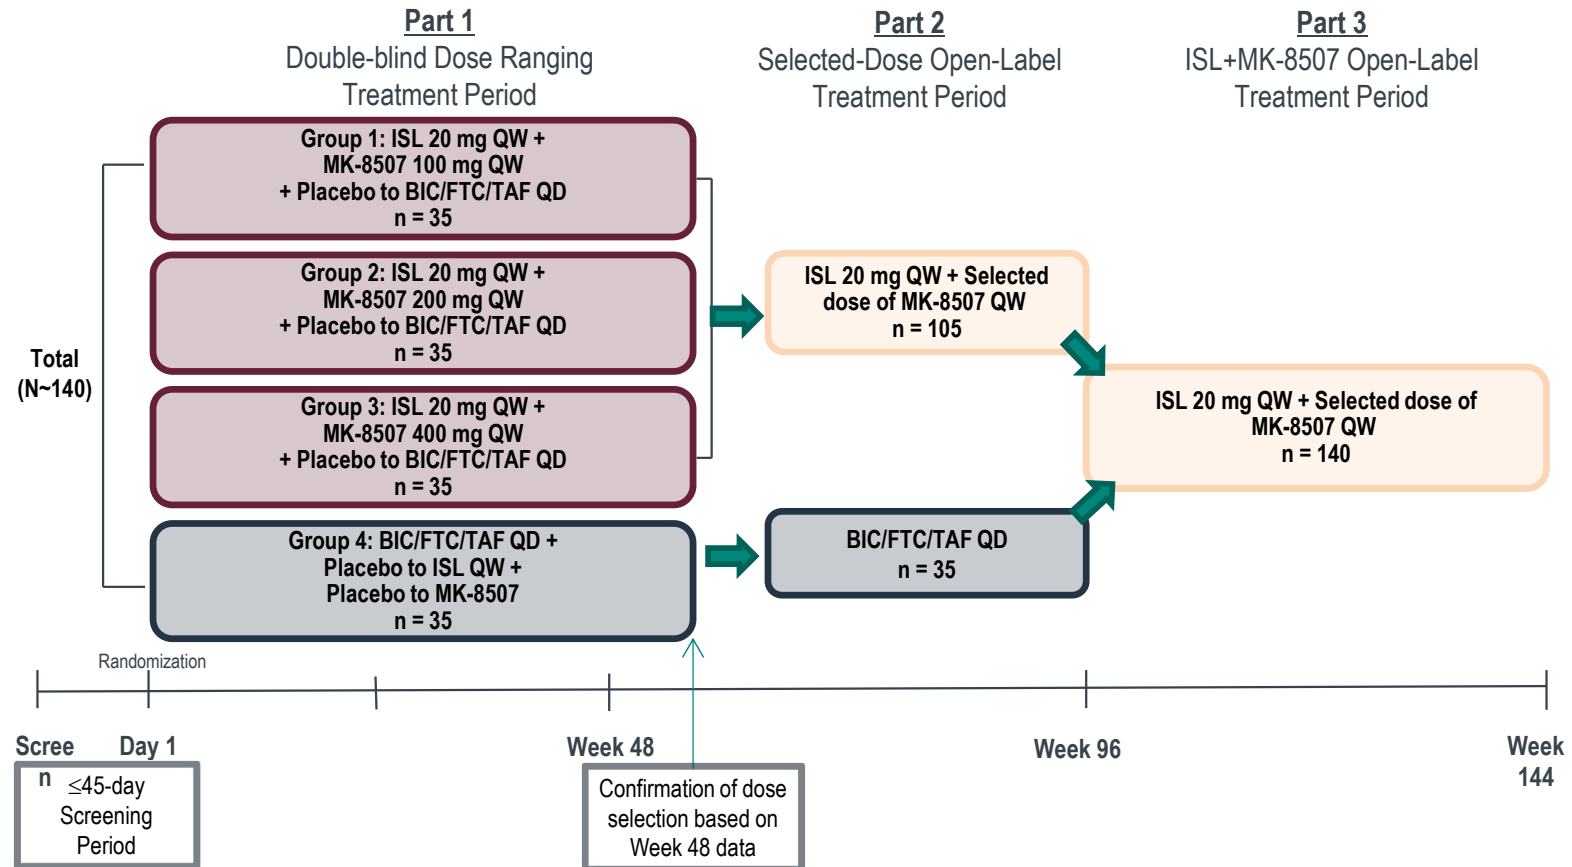 Part 1
Double-blind Dose Ranging
Treatment Period
Part 2
Selected-Dose Open-Label
Treatment Period
Part 3
ISL+MK-8507 Open-Label
Treatment Period
Total
(N~140)
Group 1: ISL 20 mg QW +
MK-8507 100 mg QW
+ Placebo to BIC/FTC/TAF QD
n = 35
Group 2: ISL 20 mg QW +
MK-8507 200 mg QW
+ Placebo to BIC/FTC/TAF QD
n = 35
Group 3: ISL 20 mg QW +
MK-8507 400 mg QW
+ Placebo to BIC/FTC/TAF QD
n = 35
Group 4: BIC/FTC/TAF QD +
Placebo to ISL QW +
Placebo to MK-8507
n = 35
ISL 20 mg QW + Selected
dose of MK-8507 QW
n = 105
BIC/FTC/TAF QD
n = 35
ISL 20 mg QW + Selected dose of
MK-8507 QW
n = 140
Randomization
Scree
n
Day 1
Week 48
Week 96
Week
144
≤45-day
Screening
Period
Confirmation of dose
selection based on
Week 48 data